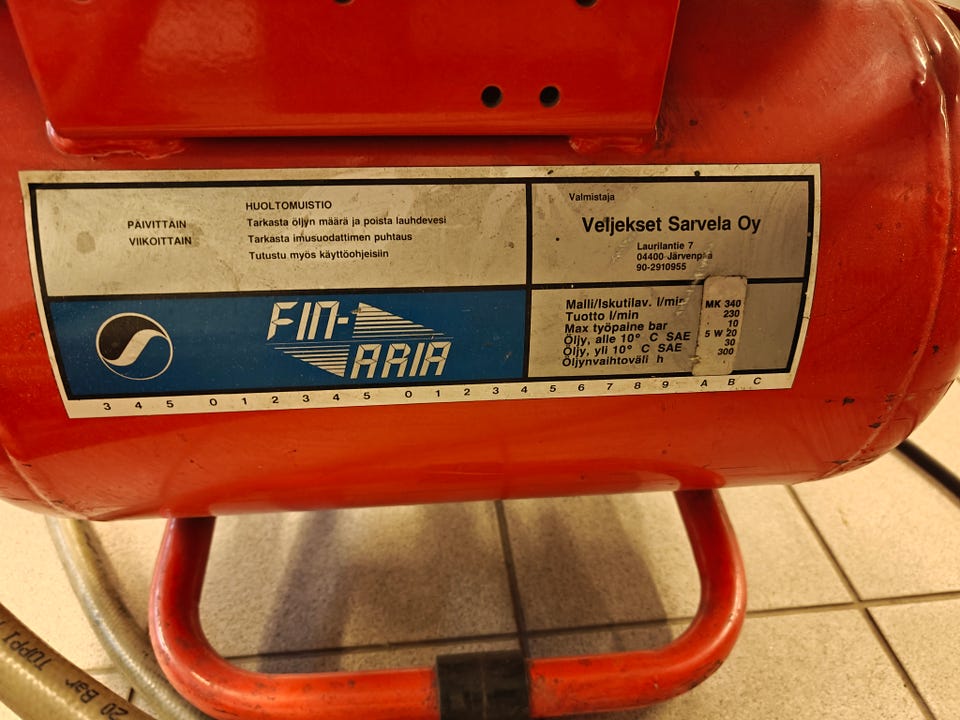 HUOLTOMUISTIO
PÄIVITTÄIN Tarkasta öljyn määrä ja poista lauhdevesi
VIIKOITTAIN Tarkasta imusuodattimen puhtaus
Tutustu myös käyttöohjeisiin
Valmistaja
Veljekset Sarvela Oy
Laurilantie 7
04400 Järvenpää
90-2910955
FIN-
ARIA
Malli/Iskutilav. l/min MK 340
Tuotto l/min 230
Max työpaine bar 10
Öljy, alle 10° C SAE 5 W 20
Öljy, yli 10° C SAE 30
Öljynvaihtoväli h 300
3 4 5 0 1 2 3 4 5 0 1 2 3 4 5 6 7 8 9 A B C
TUPPI
20 Bar